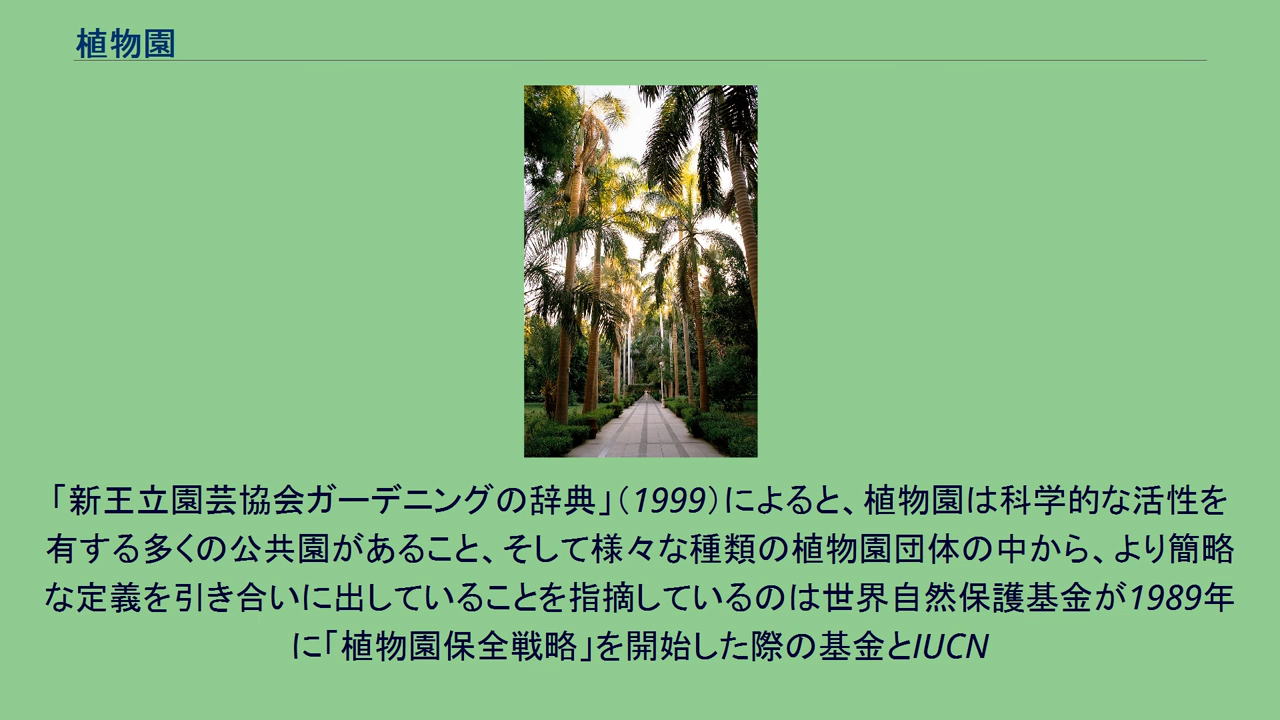 植物園
「新王立園芸協会ガーデニングの辞典」（1999）によると、植物園は科学的な活性を
有する多くの公共園があること、そして様々な種類の植物園団体の中から、より簡略
な定義を引き合いに出していることを指摘しているのは世界自然保護基金が1989年
に「植物園保全戦略」を開始した際の基金とIUCN